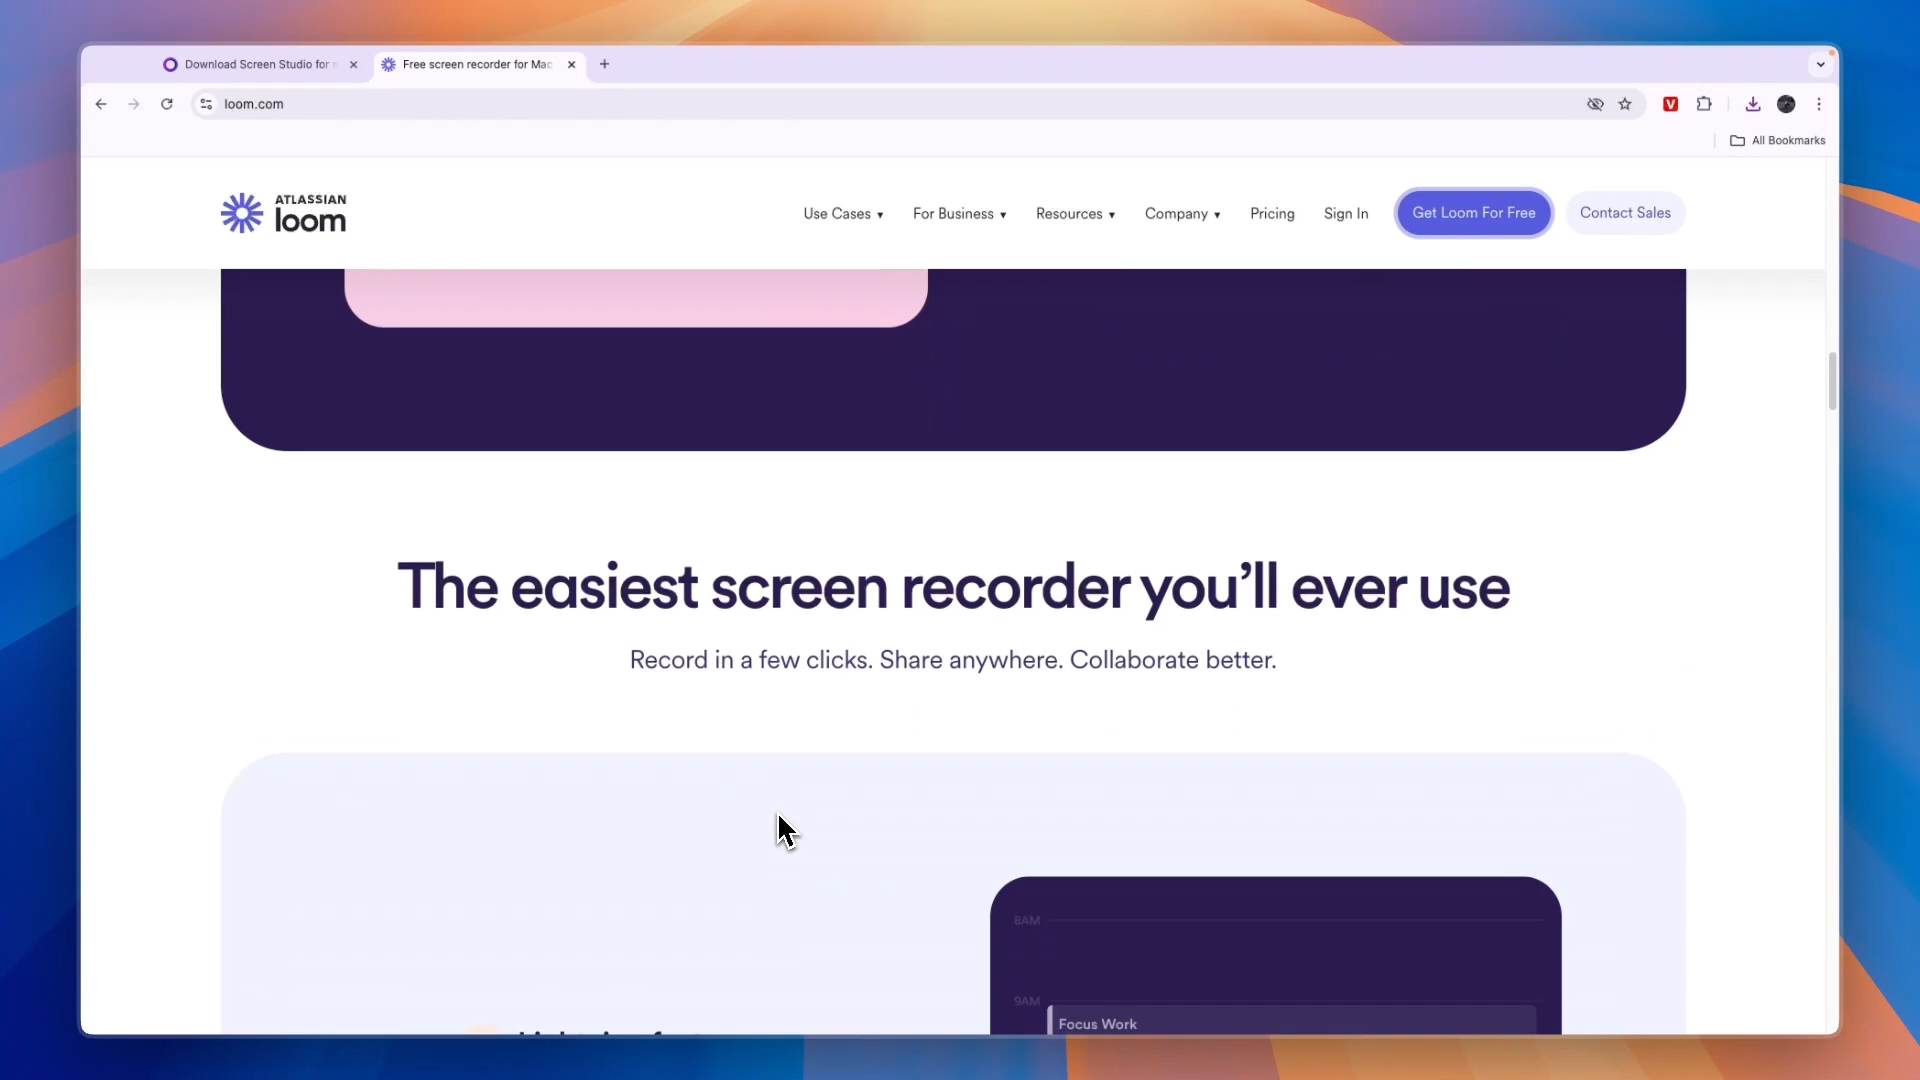 Download Screen Studio for
Free screen recorder for Mac
loom.com
All Bookmarks
ATLASSIAN
loom
Use Cases
For Business
Resources
Company
Pricing
Sign In
Get Loom For Free
Contact Sales
The easiest screen recorder you’ll ever use
Record in a few clicks. Share anywhere. Collaborate better.
8AM
9AM
Focus Work